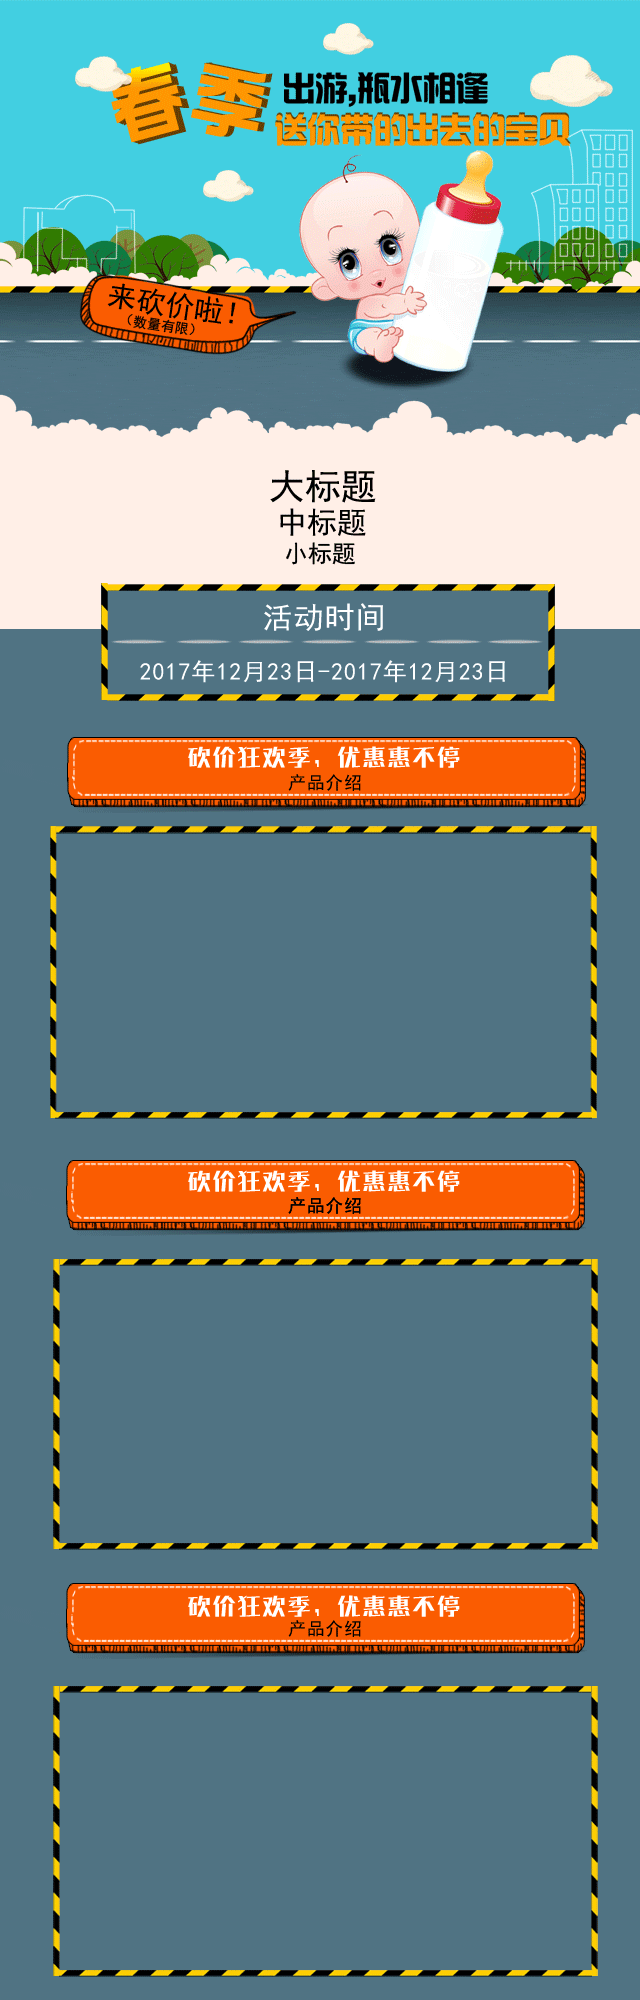 春季
出游,瓶水相逢
送你带的出去的宝贝
来砍价啦！
（数量有限）
大标题
中标题
小标题
活动时间
2017年12月23日-2017年12月23日
砍价狂欢季，优惠惠不停
产品介绍
砍价狂欢季，优惠惠不停
产品介绍
砍价狂欢季，优惠惠不停
产品介绍